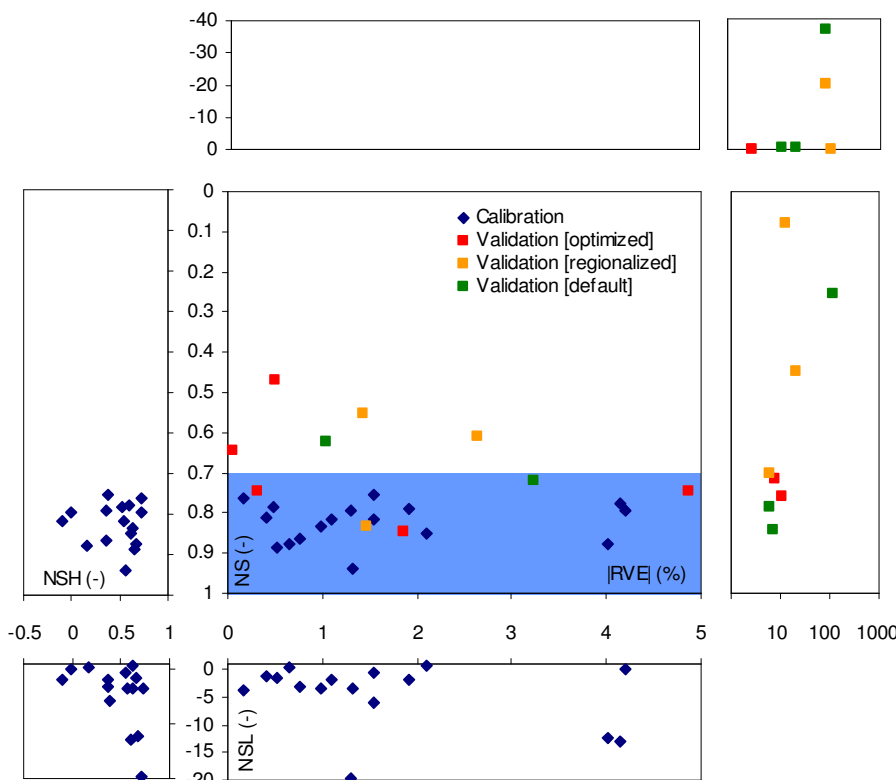 -40
-30
-20
-10
0
0
0.1
0.2
0.3
0.4
0.5
0.6
0.7
0.8
0.9
1
Calibration
Validation [optimized]
Validation [regionalized]
Validation [default]
NSH (-)
NS (-)
|RVE| (%)
-0.5 0 0.5 1
0 1 2 3 4 5
10 100 1000
0
-5
-10
-15
-20
NSL (-)